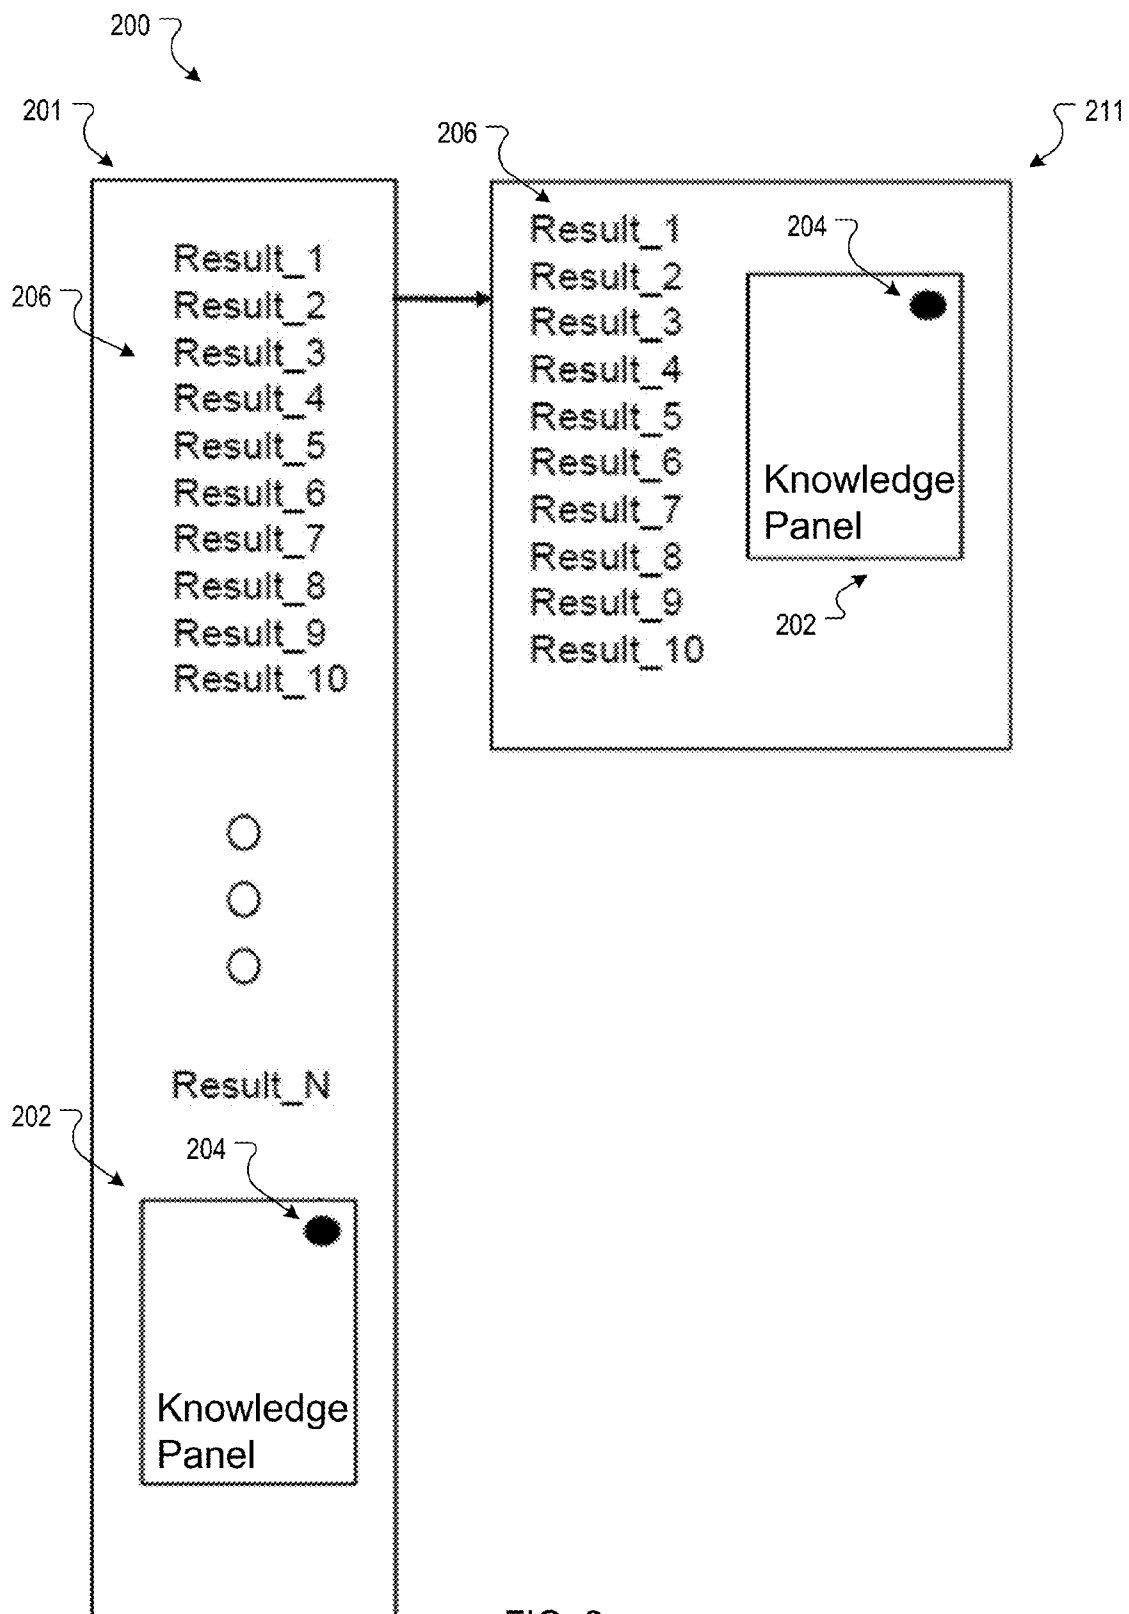 200
201
206
Result_1
Result_2
Result_3
Result_4
Result_5
Result_6
Result_7
Result_8
Result_9
Result_10
Result_N
202
204
Knowledge
Panel
211
206
Result_1
Result_2
Result_3
Result_4
Result_5
Result_6
Result_7
Result_8
Result_9
Result_10
204
Knowledge
Panel
202